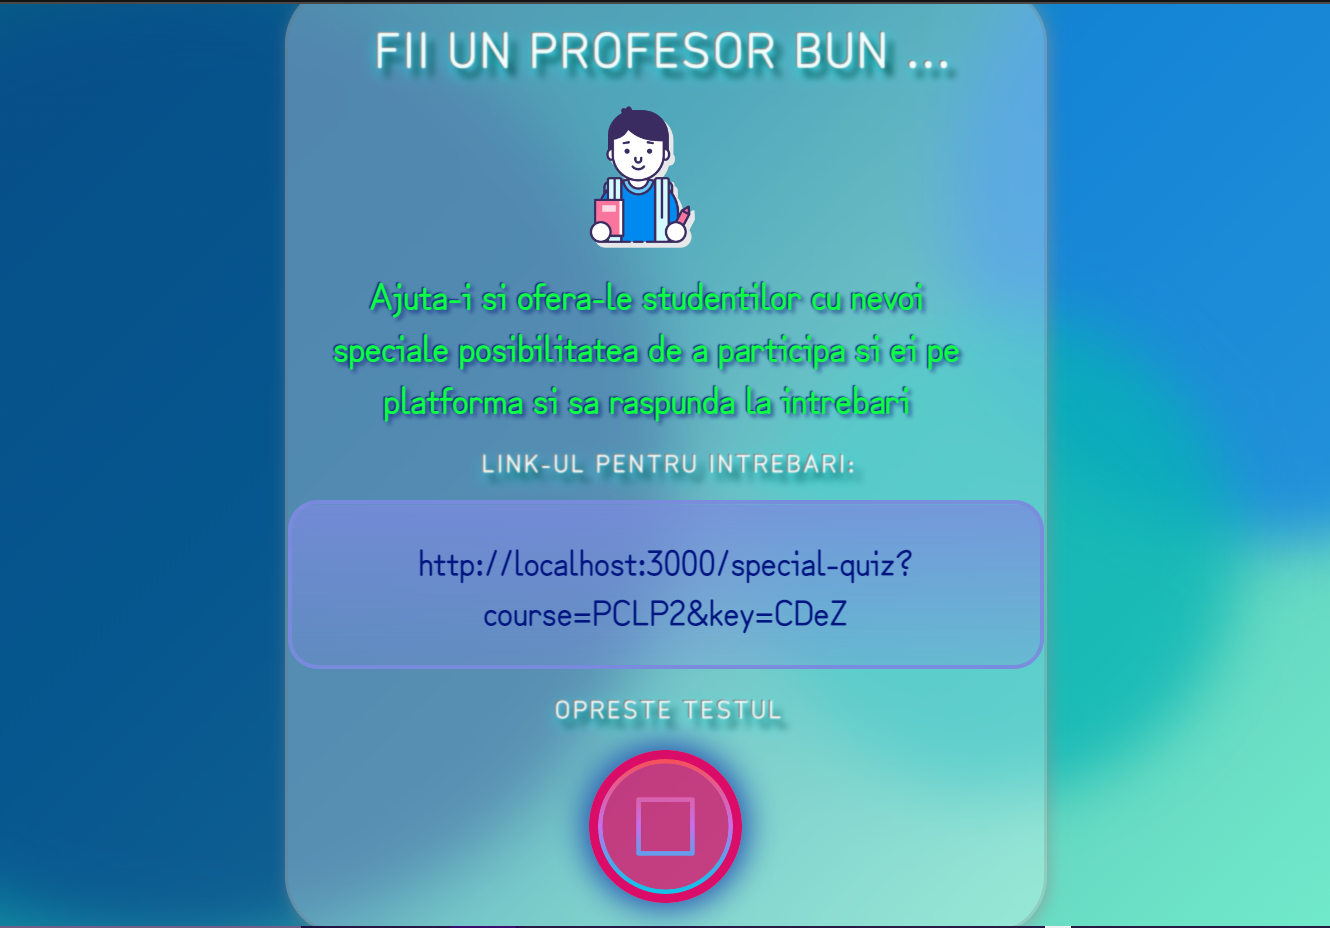 FII UN PROFESOR BUN ...
Ajuta-i si ofera-le studentilor cu nevoi
speciale posibilitatea de a participa si ei pe
platforma si sa raspunda la intrebari
LINK-UL PENTRU INTREBARI:
http://localhost:3000/special-quiz?
course=PCLP2&key=CDeZ
OPRESTE TESTUL